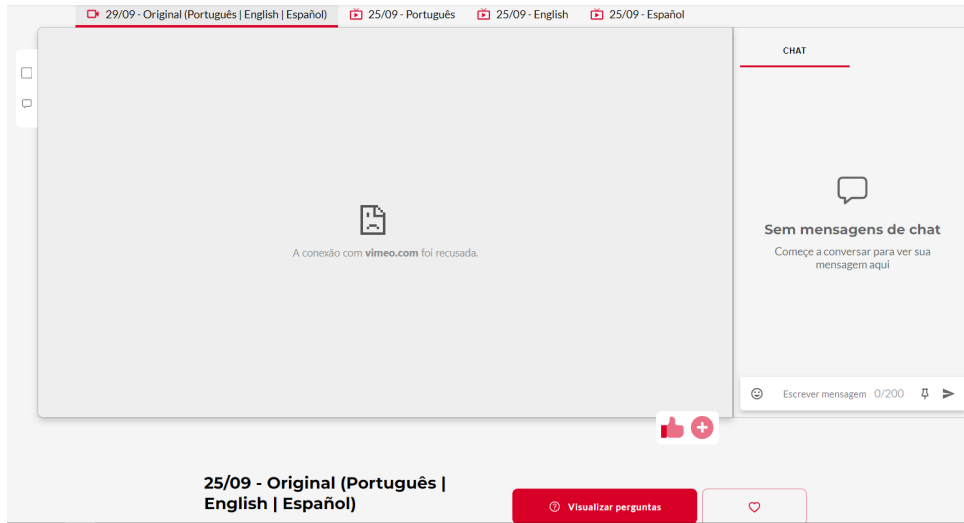 29/09 - Original (Português | English | Español)
25/09 - Português
25/09 - English
25/09 - Español
CHAT
A conexão com vimeo.com foi recusada.
Sem mensagens de chat
Começe a conversar para ver sua
mensagem aqui
Escrever mensagem 0/200
25/09 - Original (Português |
English | Español)
Visualizar perguntas